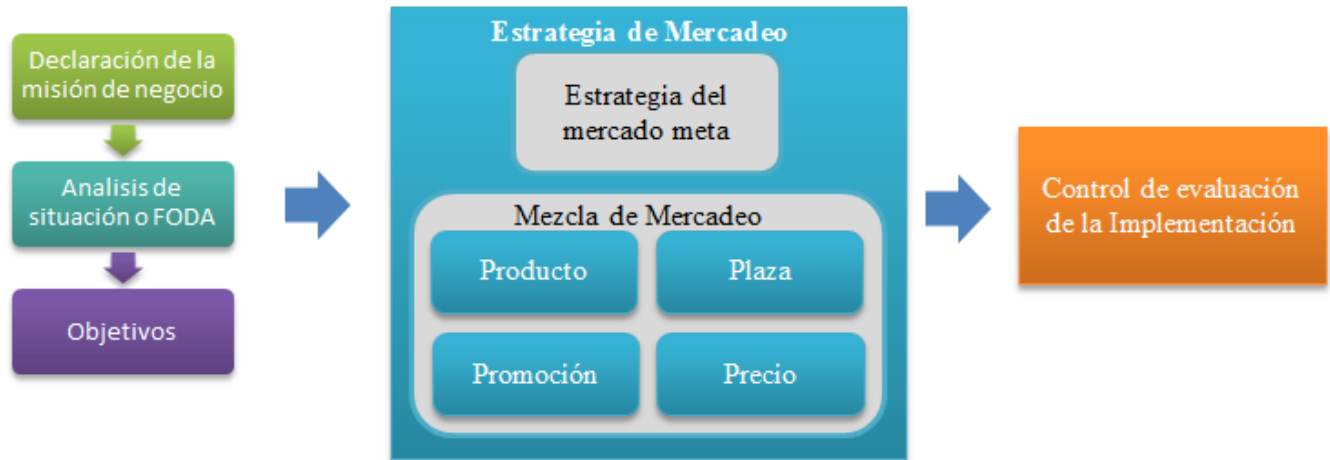 Declaración de la
misión de negocio
Analisis de
situación o FODA
Objetivos
Estrategia de Mercadeo
Estrategia del
mercado meta
Mezcla de Mercadeo
Producto
Plaza
Promoción
Precio
Control de evaluación
de la Implementación